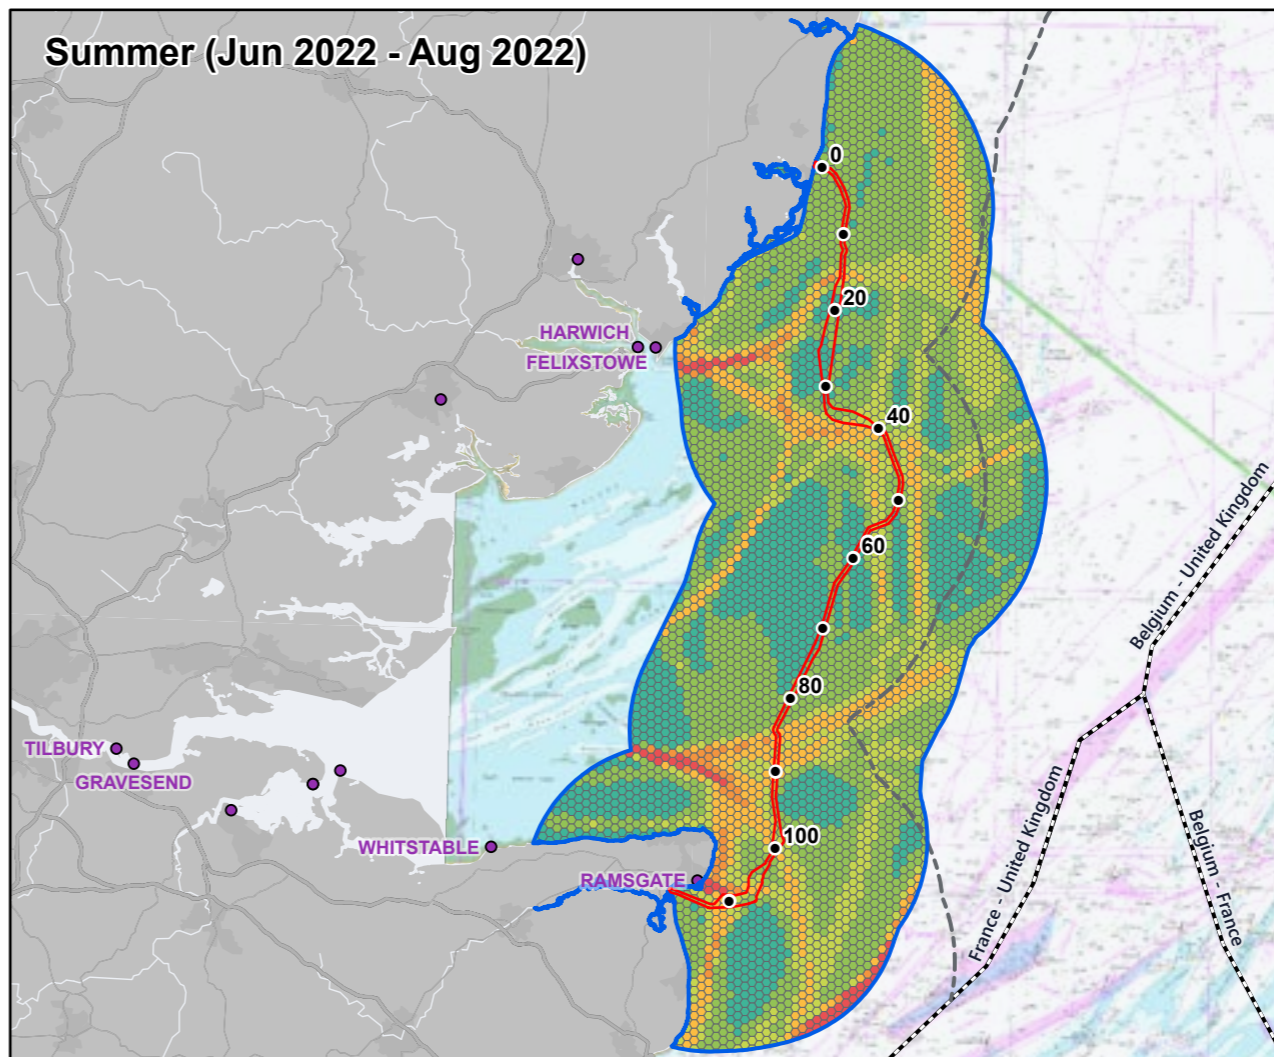 Summer (Jun 2022 - Aug 2022)
0
20
HARWICH
FELIXSTOWE
40
60
Belgium - United Kingdom
80
TILBURY
GRAVESEND
France - United Kingdom
Belgium - France
100
WHITSTABLE
RAMSGATE